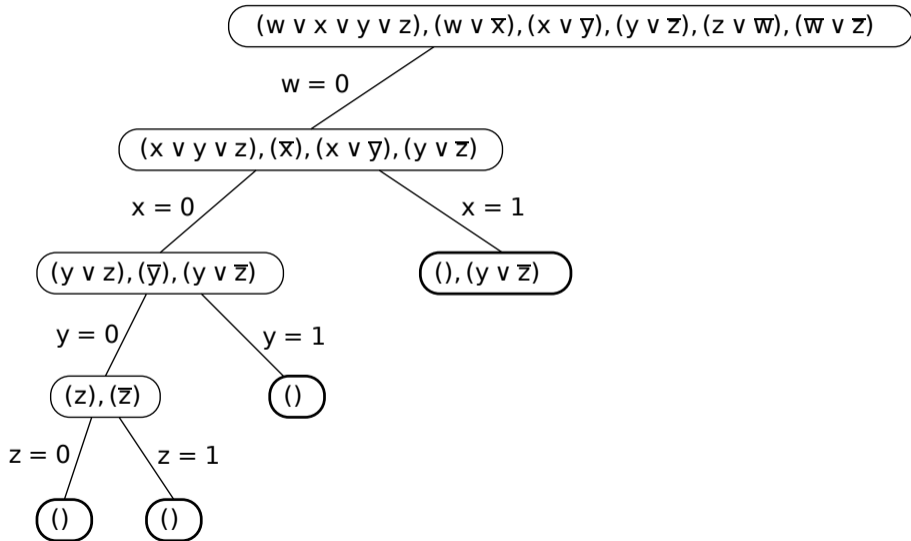 (w ∨ x ∨ y ∨ z), (w ∨ x̅), (x ∨ y̅), (y ∨ z̅), (z ∨ w̅), (w̅ ∨ z̅)
w = 0
(x ∨ y ∨ z), (x̅), (x ∨ y̅), (y ∨ z̅)
x = 0 x = 1
(y ∨ z), (y̅), (y ∨ z̅) (), (y ∨ z̅)
y = 0 y = 1
(z), (z̅) ()
z = 0 z = 1
() ()